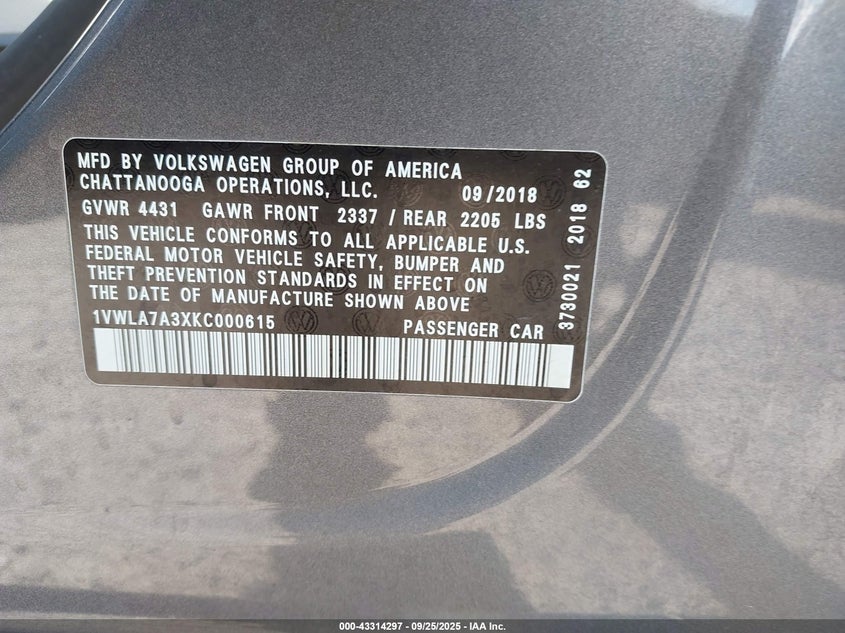 MFD BY VOLKSWAGEN GROUP OF AMERICA
CHATTANOOGA OPERATIONS, LLC. 09/2018
GVWR 4431 GAWR FRONT 2337 / REAR 2205 LBS
THIS VEHICLE CONFORMS TO ALL APPLICABLE U.S.
FEDERAL MOTOR VEHICLE SAFETY, BUMPER AND
THEFT PREVENTION STANDARDS IN EFFECT ON
THE DATE OF MANUFACTURE SHOWN ABOVE
1VWLA7A3XKC000615 PASSENGER CAR
3730021 2018 62
000-43314297 - 09/25/2025 - IAA Inc.